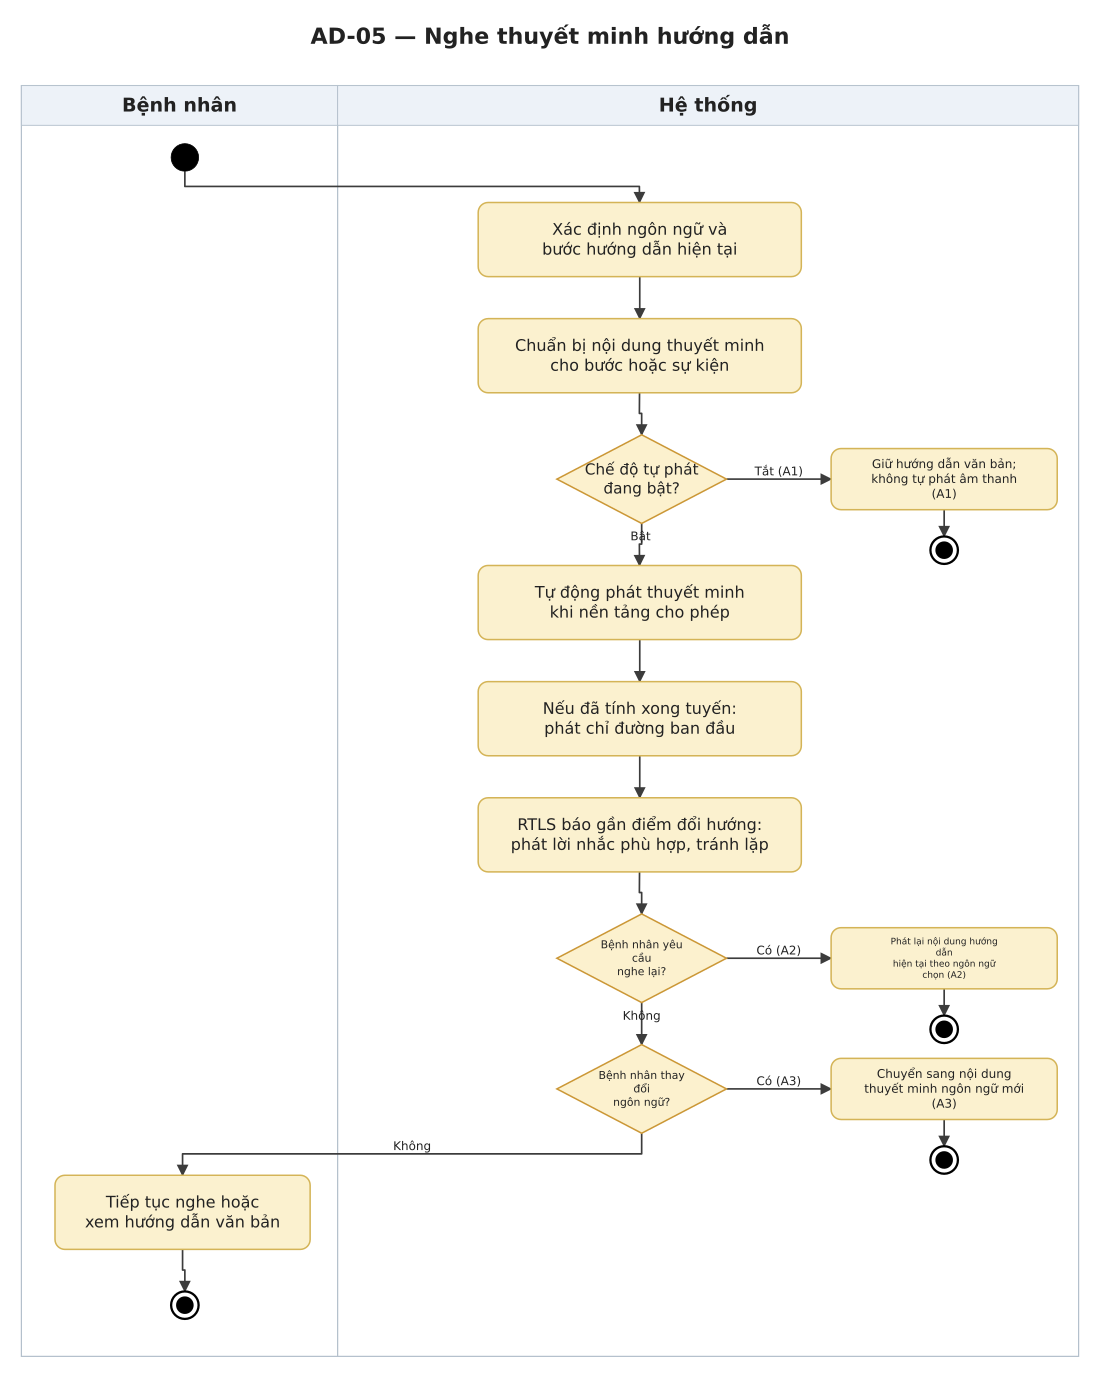 AD-05 — Nghe thuyết minh hướng dẫn
Bệnh nhân
Hệ thống
Xác định ngôn ngữ và
bước hướng dẫn hiện tại
Chuẩn bị nội dung thuyết minh
cho bước hoặc sự kiện
Chế độ tự phát
đang bật?
Tắt (A1)
Giữ hướng dẫn văn bản;
không tự phát âm thanh
(A1)
Bật
Tự động phát thuyết minh
khi nền tảng cho phép
Nếu đã tính xong tuyến:
phát chỉ đường ban đầu
RTLS báo gần điểm đổi hướng:
phát lời nhắc phù hợp, tránh lặp
Bệnh nhân yêu
cầu
nghe lại?
Có (A2)
Phát lại nội dung hướng
dẫn
hiện tại theo ngôn ngữ
chọn (A2)
Không
Bệnh nhân thay
đổi
ngôn ngữ?
Có (A3)
Chuyển sang nội dung
thuyết minh ngôn ngữ mới
(A3)
Không
Tiếp tục nghe hoặc
xem hướng dẫn văn bản